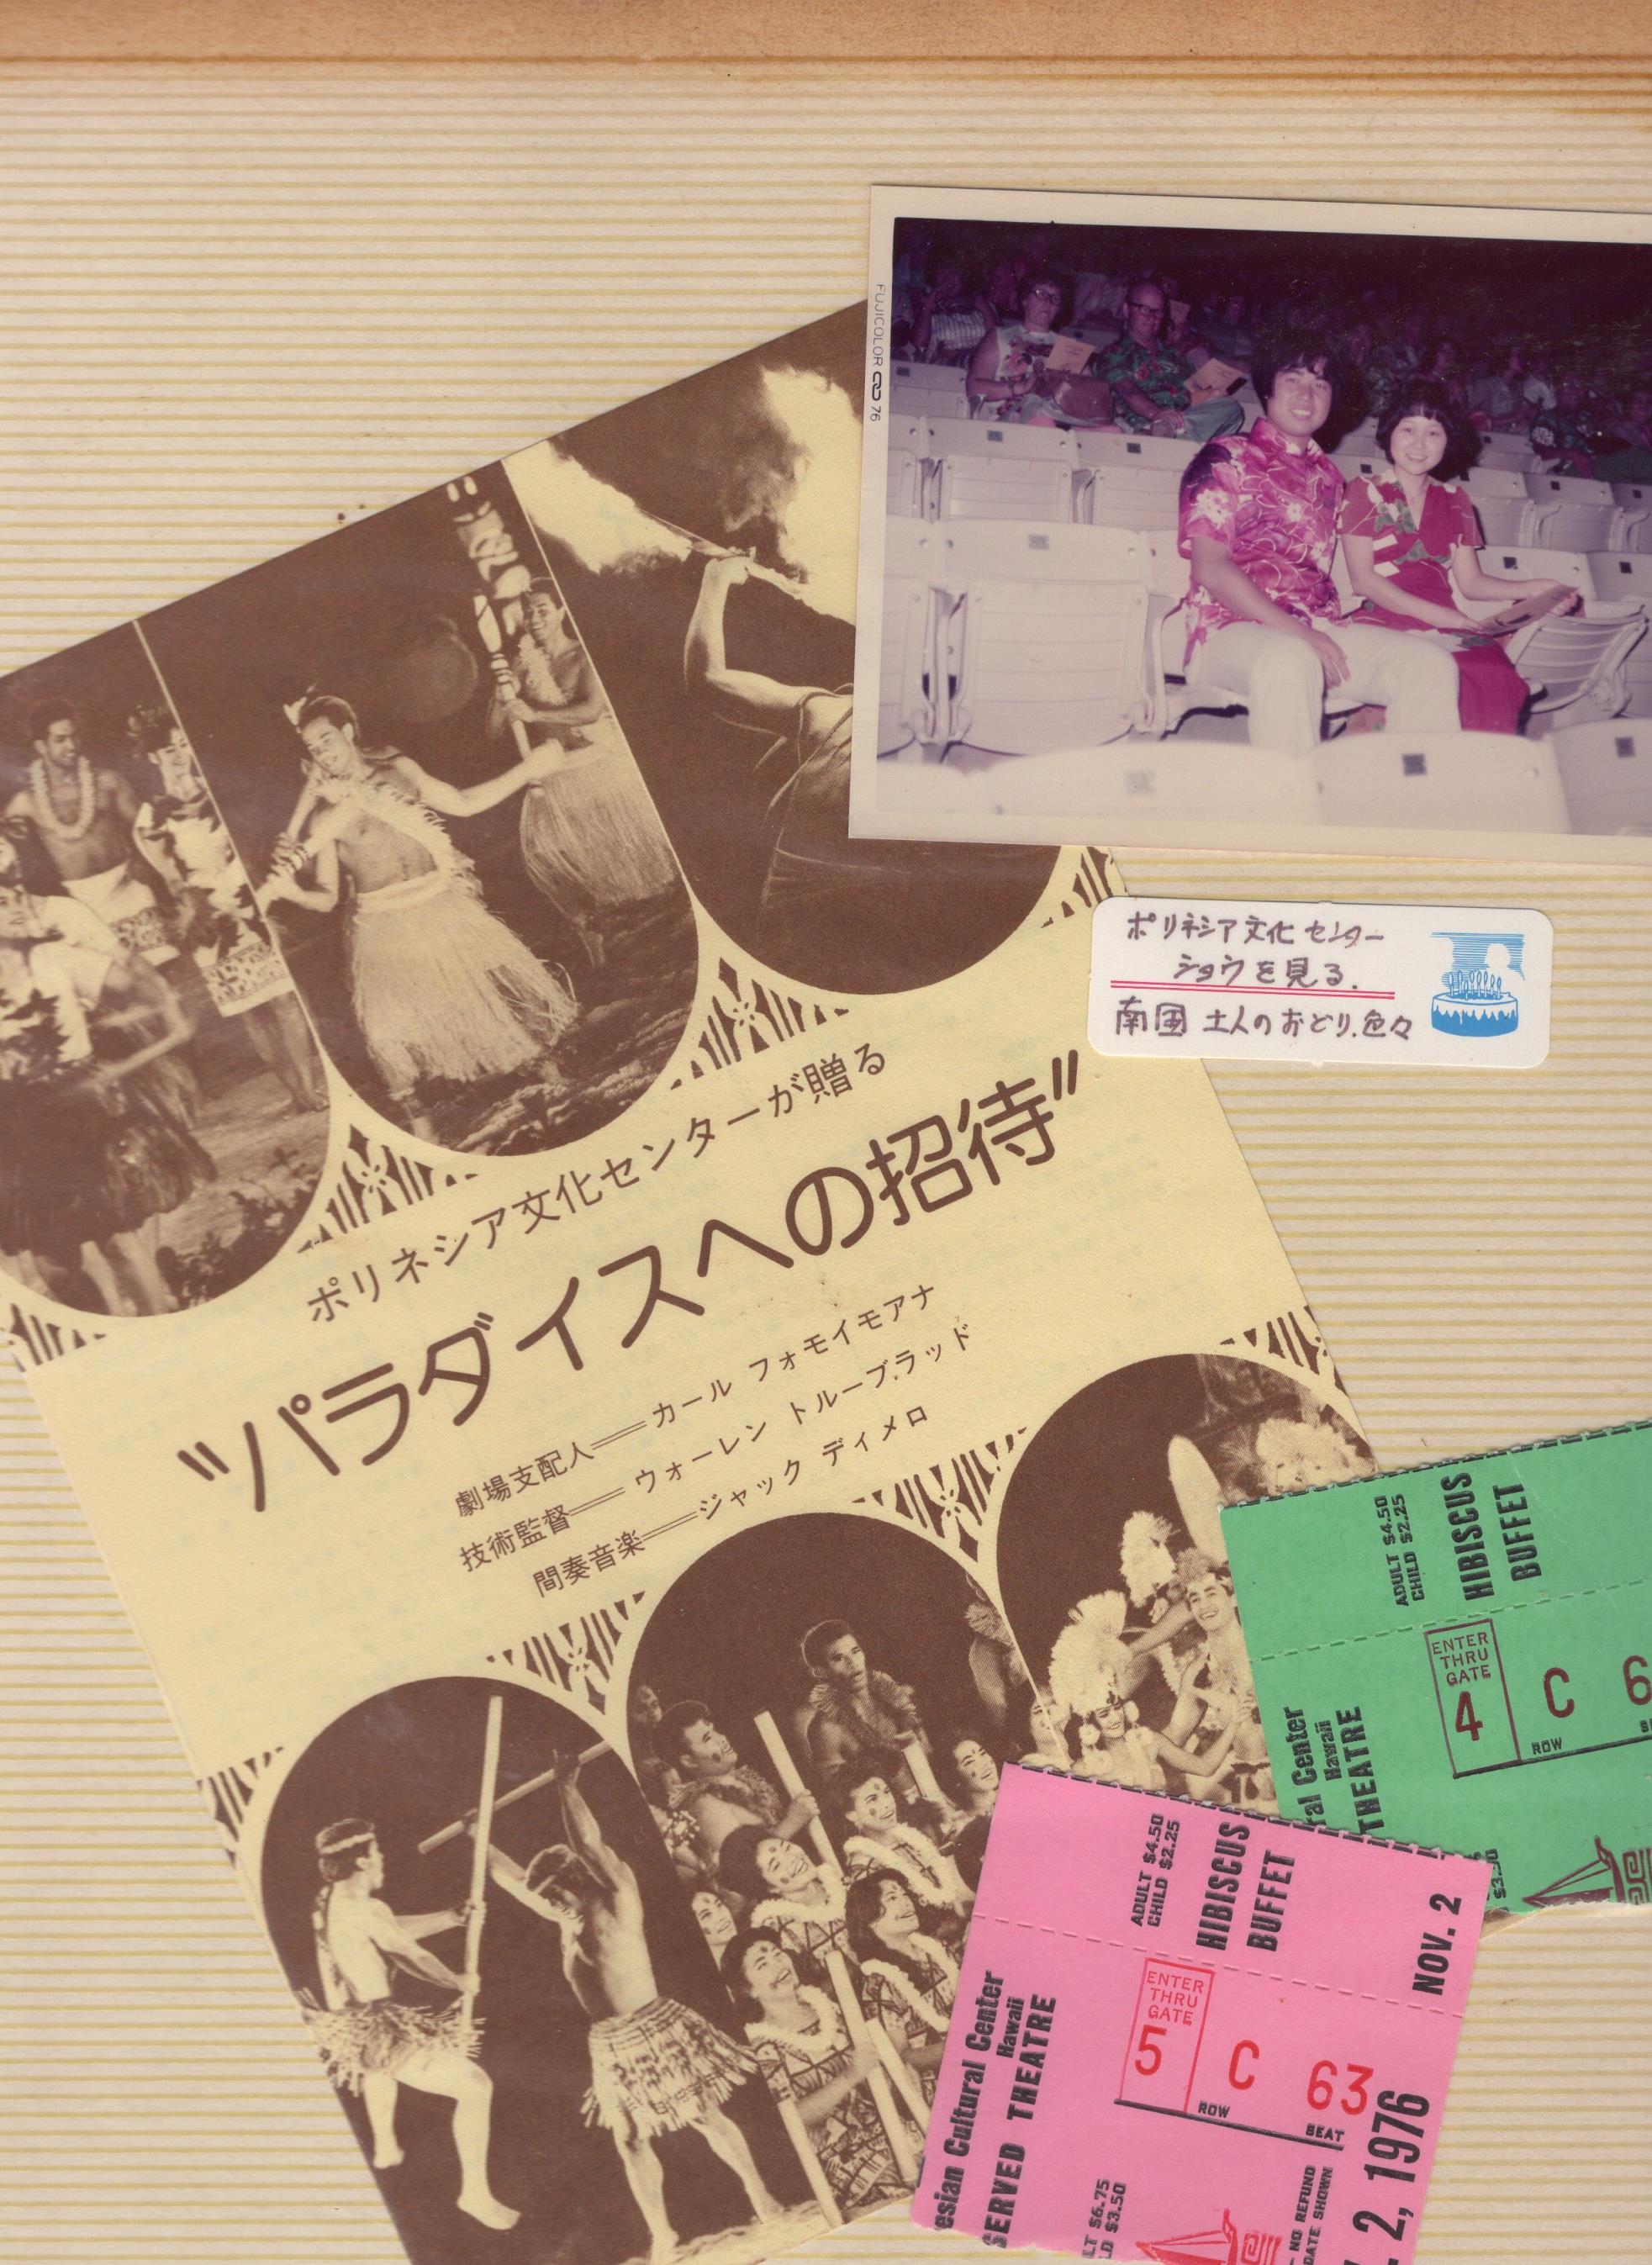 FUJICOLOR 76
ポリネシア文化センター
ショウを見る.
南国 土人のおどり.色々
ポリネシア文化センターが贈る
"パラダイスへの招待"
劇場支配人══カール フォモイモアナ
技術監督══ウォーレン トルーブラッド
間奏音楽══ジャック ディメロ
ADULT $4.50
CHILD $2.25
HIBISCUS
BUFFET
ENTER
THRU
GATE
4
C
ROW
6
ral Center
Hawaii
THEATRE
$3.50
ADULT $4.50
CHILD $2.25
HIBISCUS
BUFFET
NOV. 2
ENTER
THRU
GATE
5
C
ROW
63
SEAT
esian Cultural Center
Hawaii
SERVED THEATRE
LT $6.75
LD $3.50
NO REFUND
DATE SHOWN
2, 1976